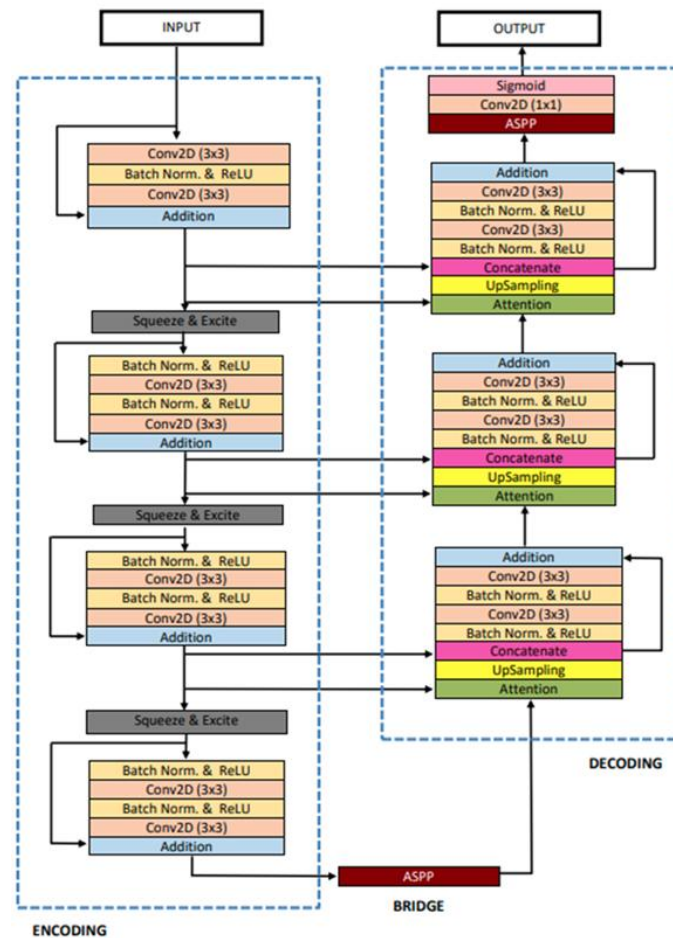 INPUT
Conv2D (3x3)
Batch Norm. & ReLU
Conv2D (3x3)
Addition
Squeeze & Excite
Batch Norm. & ReLU
Conv2D (3x3)
Batch Norm. & ReLU
Conv2D (3x3)
Addition
Squeeze & Excite
Batch Norm. & ReLU
Conv2D (3x3)
Batch Norm. & ReLU
Conv2D (3x3)
Addition
Squeeze & Excite
Batch Norm. & ReLU
Conv2D (3x3)
Batch Norm. & ReLU
Conv2D (3x3)
Addition
ENCODING
ASPP
BRIDGE
OUTPUT
Sigmoid
Conv2D (1x1)
ASPP
Addition
Conv2D (3x3)
Batch Norm. & ReLU
Conv2D (3x3)
Batch Norm. & ReLU
Concatenate
UpSampling
Attention
Addition
Conv2D (3x3)
Batch Norm. & ReLU
Conv2D (3x3)
Batch Norm. & ReLU
Concatenate
UpSampling
Attention
Addition
Conv2D (3x3)
Batch Norm. & ReLU
Conv2D (3x3)
Batch Norm. & ReLU
Concatenate
UpSampling
Attention
DECODING